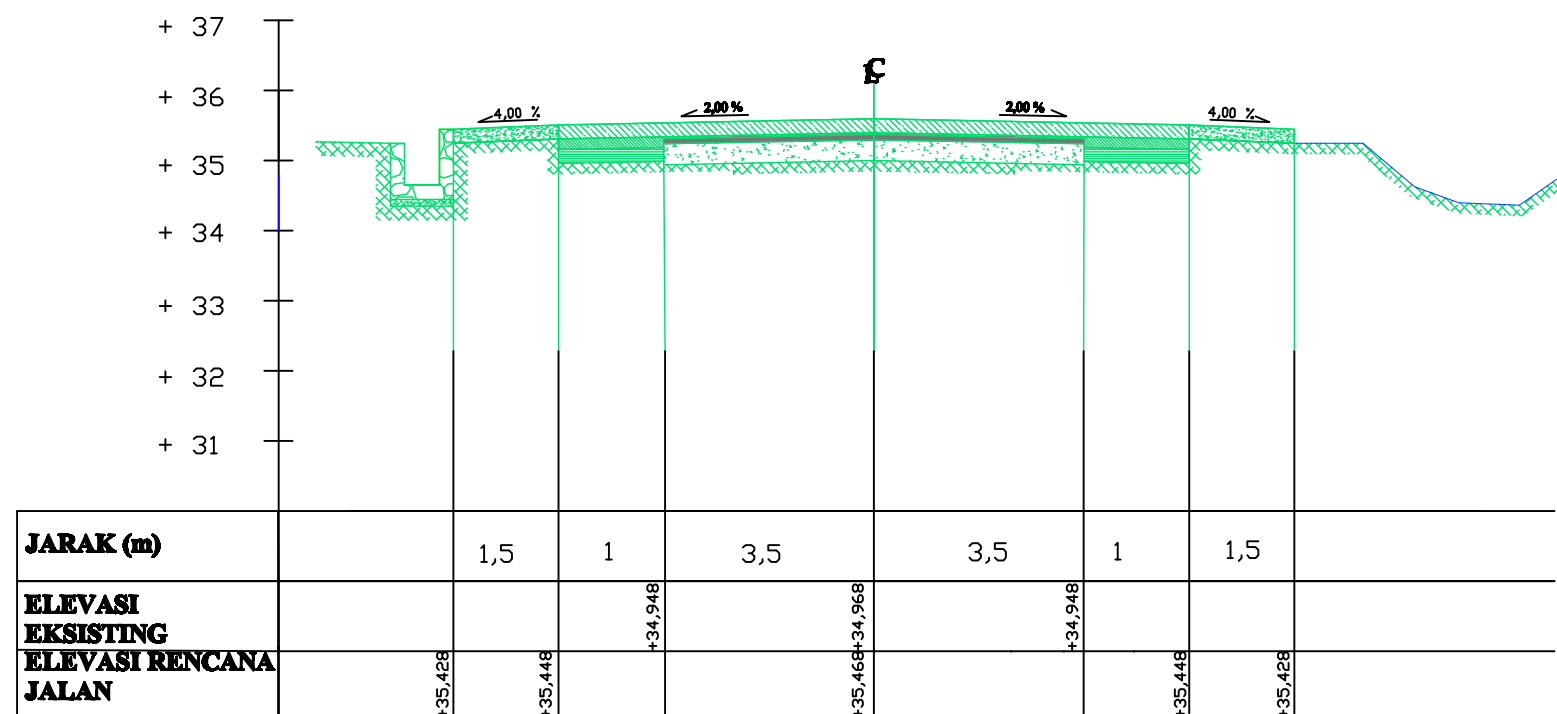 + 37
+ 36
+ 35
+ 34
+ 33
+ 32
+ 31
CL
4,00 % 2,00 % 2,00 % 4,00 %
JARAK (m) 1,5 1 3,5 3,5 1 1,5
ELEVASI
EKSISTING
+34,948 +34,968 +34,948
ELEVASI RENCANA
JALAN
+35,428 +35,448 +35,468 +35,448 +35,428